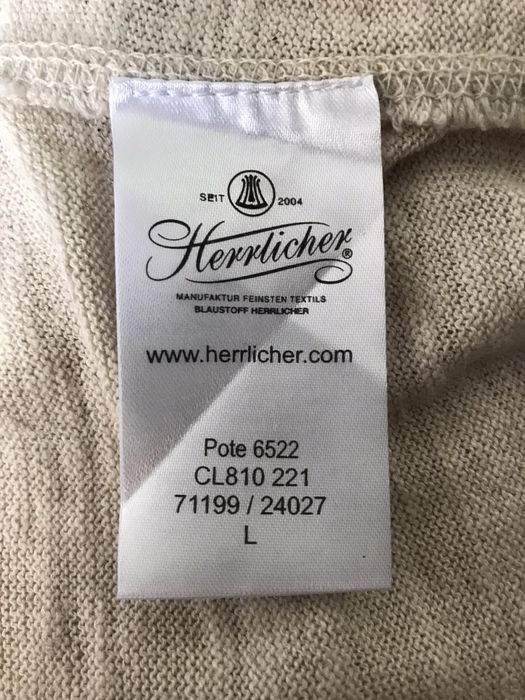 SEIT 2004
Herrlicher®
MANUFAKTUR FEINSTEN TEXTILS
BLAUSTOFF HERRLICHER
www.herrlicher.com
Pote 6522
CL810 221
71199 / 24027
L